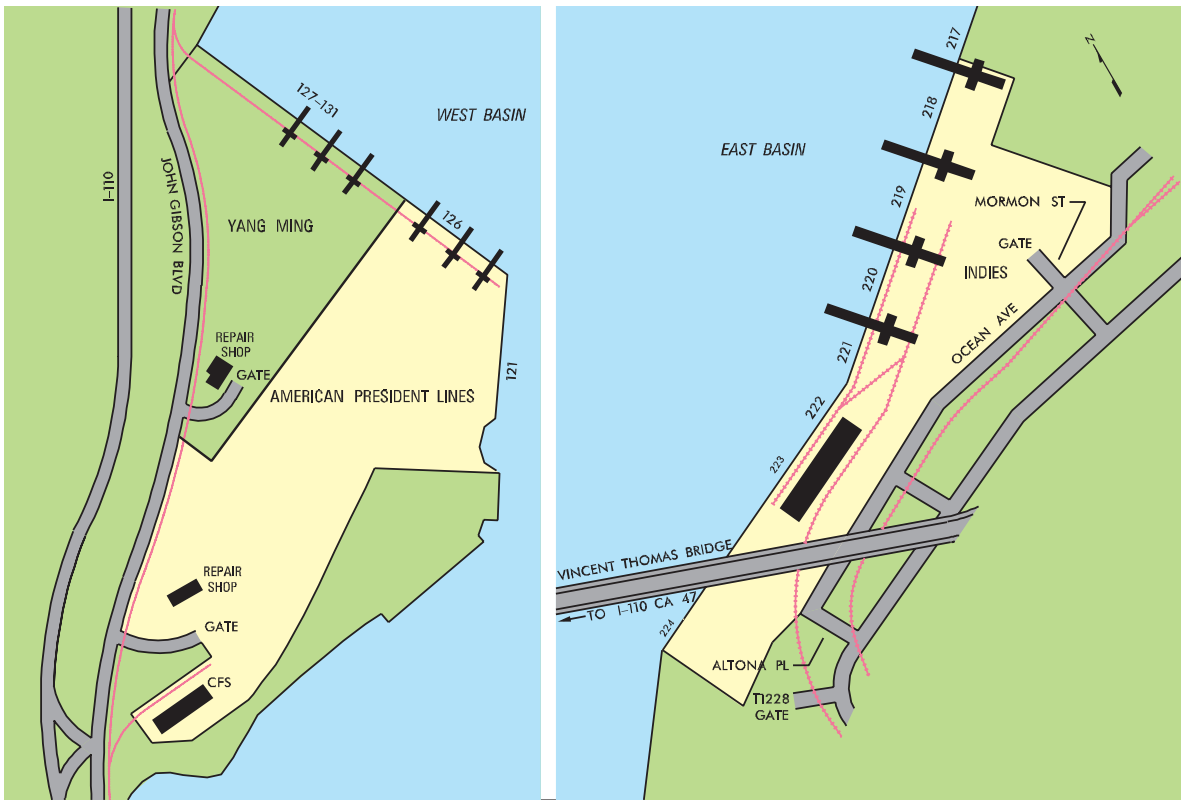 127–131
WEST BASIN
I–110
JOHN GIBSON BLVD
YANG MING
126
REPAIR
SHOP
GATE
121
AMERICAN PRESIDENT LINES
REPAIR
SHOP
GATE
CFS
217
N
218
EAST BASIN
219
MORMON ST
GATE
220
INDIES
221
OCEAN AVE
222
223
VINCENT THOMAS BRIDGE
TO I–110 CA 47
224
ALTONA PL
T1228
GATE